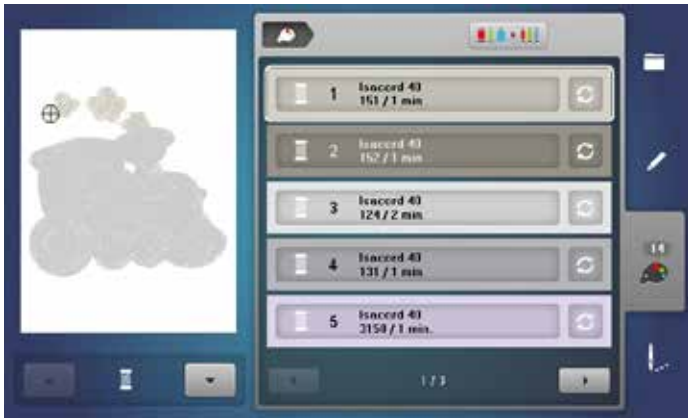 1 Isacord 40
151 / 1 min
2 Isacord 40
152 / 1 min
3 Isacord 40
124 / 2 min
4 Isacord 40
131 / 1 min
5 Isacord 40
3150 / 1 min.
1 / 3
14